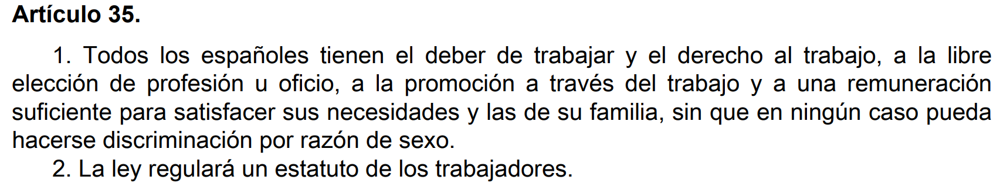 Artículo 35.
1. Todos los españoles tienen el deber de trabajar y el derecho al trabajo, a la libre
elección de profesión u oficio, a la promoción a través del trabajo y a una remuneración
suficiente para satisfacer sus necesidades y las de su familia, sin que en ningún caso pueda
hacerse discriminación por razón de sexo.
2. La ley regulará un estatuto de los trabajadores.